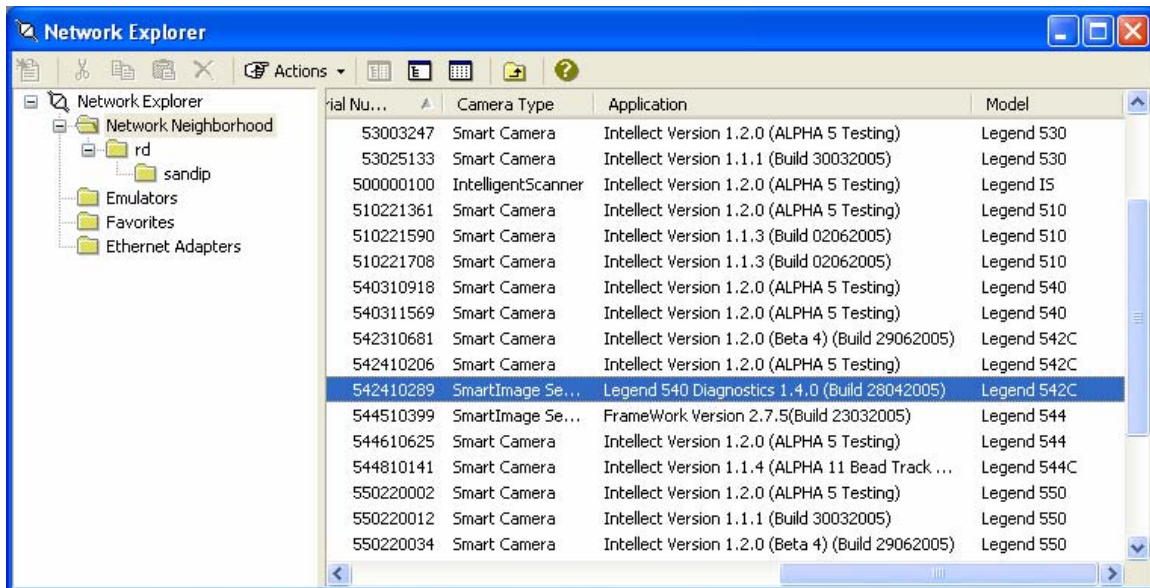 Network Explorer
Actions
Network Explorer
Network Neighborhood
rd
sandip
Emulators
Favorites
Ethernet Adapters
rial Nu... Camera Type Application Model
53003247 Smart Camera Intellect Version 1.2.0 (ALPHA 5 Testing) Legend 530
53025133 Smart Camera Intellect Version 1.1.1 (Build 30032005) Legend 530
500000100 IntelligentScanner Intellect Version 1.2.0 (ALPHA 5 Testing) Legend IS
510221361 Smart Camera Intellect Version 1.2.0 (ALPHA 5 Testing) Legend 510
510221590 Smart Camera Intellect Version 1.1.3 (Build 02062005) Legend 510
510221708 Smart Camera Intellect Version 1.1.3 (Build 02062005) Legend 510
540310918 Smart Camera Intellect Version 1.2.0 (ALPHA 5 Testing) Legend 540
540311569 Smart Camera Intellect Version 1.2.0 (ALPHA 5 Testing) Legend 540
542310681 Smart Camera Intellect Version 1.2.0 (Beta 4) (Build 29062005) Legend 542C
542410206 Smart Camera Intellect Version 1.2.0 (ALPHA 5 Testing) Legend 542C
542410289 SmartImage Se... Legend 540 Diagnostics 1.4.0 (Build 28042005) Legend 542C
544510399 SmartImage Se... FrameWork Version 2.7.5(Build 23032005) Legend 544
544610625 Smart Camera Intellect Version 1.2.0 (ALPHA 5 Testing) Legend 544
544810141 Smart Camera Intellect Version 1.1.4 (ALPHA 11 Bead Track ... Legend 544C
550220002 Smart Camera Intellect Version 1.2.0 (ALPHA 5 Testing) Legend 550
550220012 Smart Camera Intellect Version 1.1.1 (Build 30032005) Legend 550
550220034 Smart Camera Intellect Version 1.2.0 (Beta 4) (Build 29062005) Legend 550